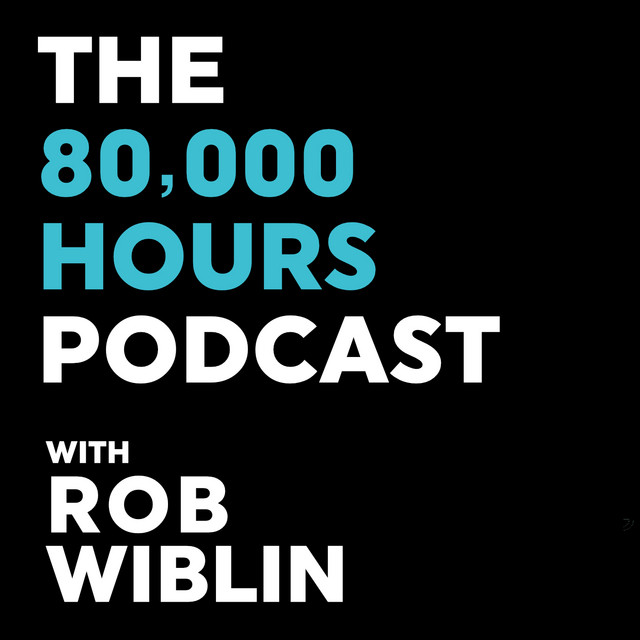 THE
80,000
HOURS
PODCAST
WITH
ROB
WIBLIN